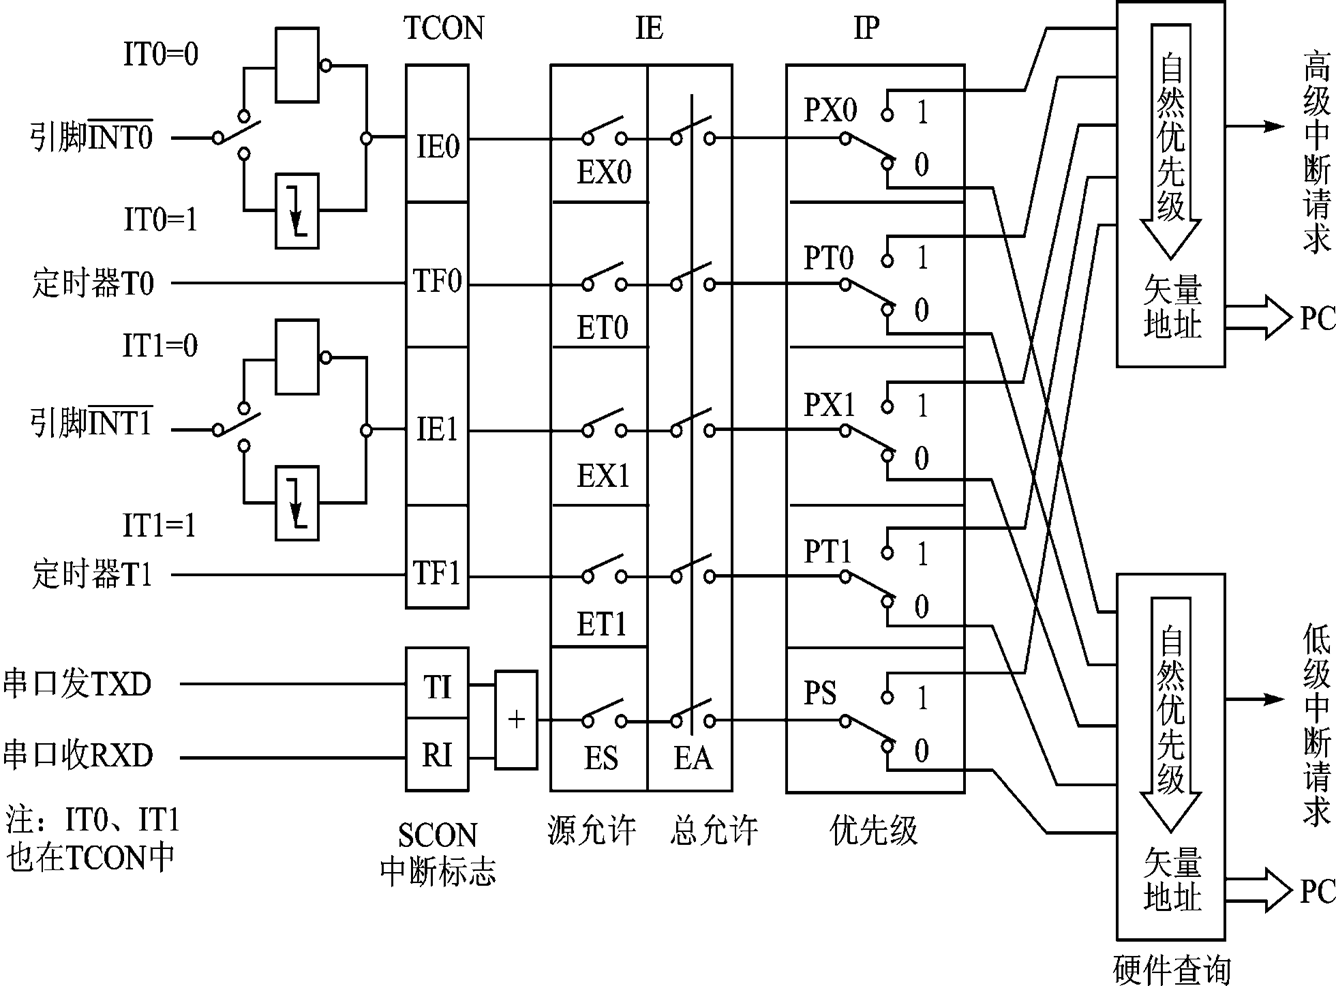 TCON
IE
IP
IT0=0
引脚INT0
IT0=1
定时器T0
IT1=0
引脚INT1
IT1=1
定时器T1
串口发TXD
串口收RXD
注：IT0、IT1
也在TCON中
IE0
TF0
IE1
TF1
TI
RI
+
SCON
中断标志
EX0
ET0
EX1
ET1
ES
EA
源允许
总允许
PX0
1
0
PT0
1
0
PX1
1
0
PT1
1
0
PS
1
0
优先级
自然优先级
矢量
地址
高级中断请求
PC
自然优先级
矢量
地址
低级中断请求
PC
硬件查询